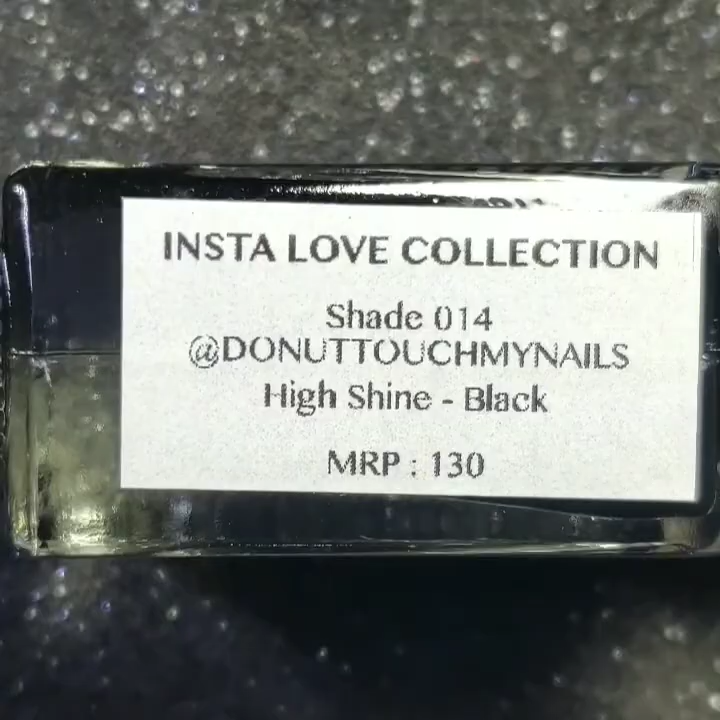 INSTA LOVE COLLECTION
Shade 014
@DONUTTOUCHMYNAILS
High Shine - Black
MRP : 130